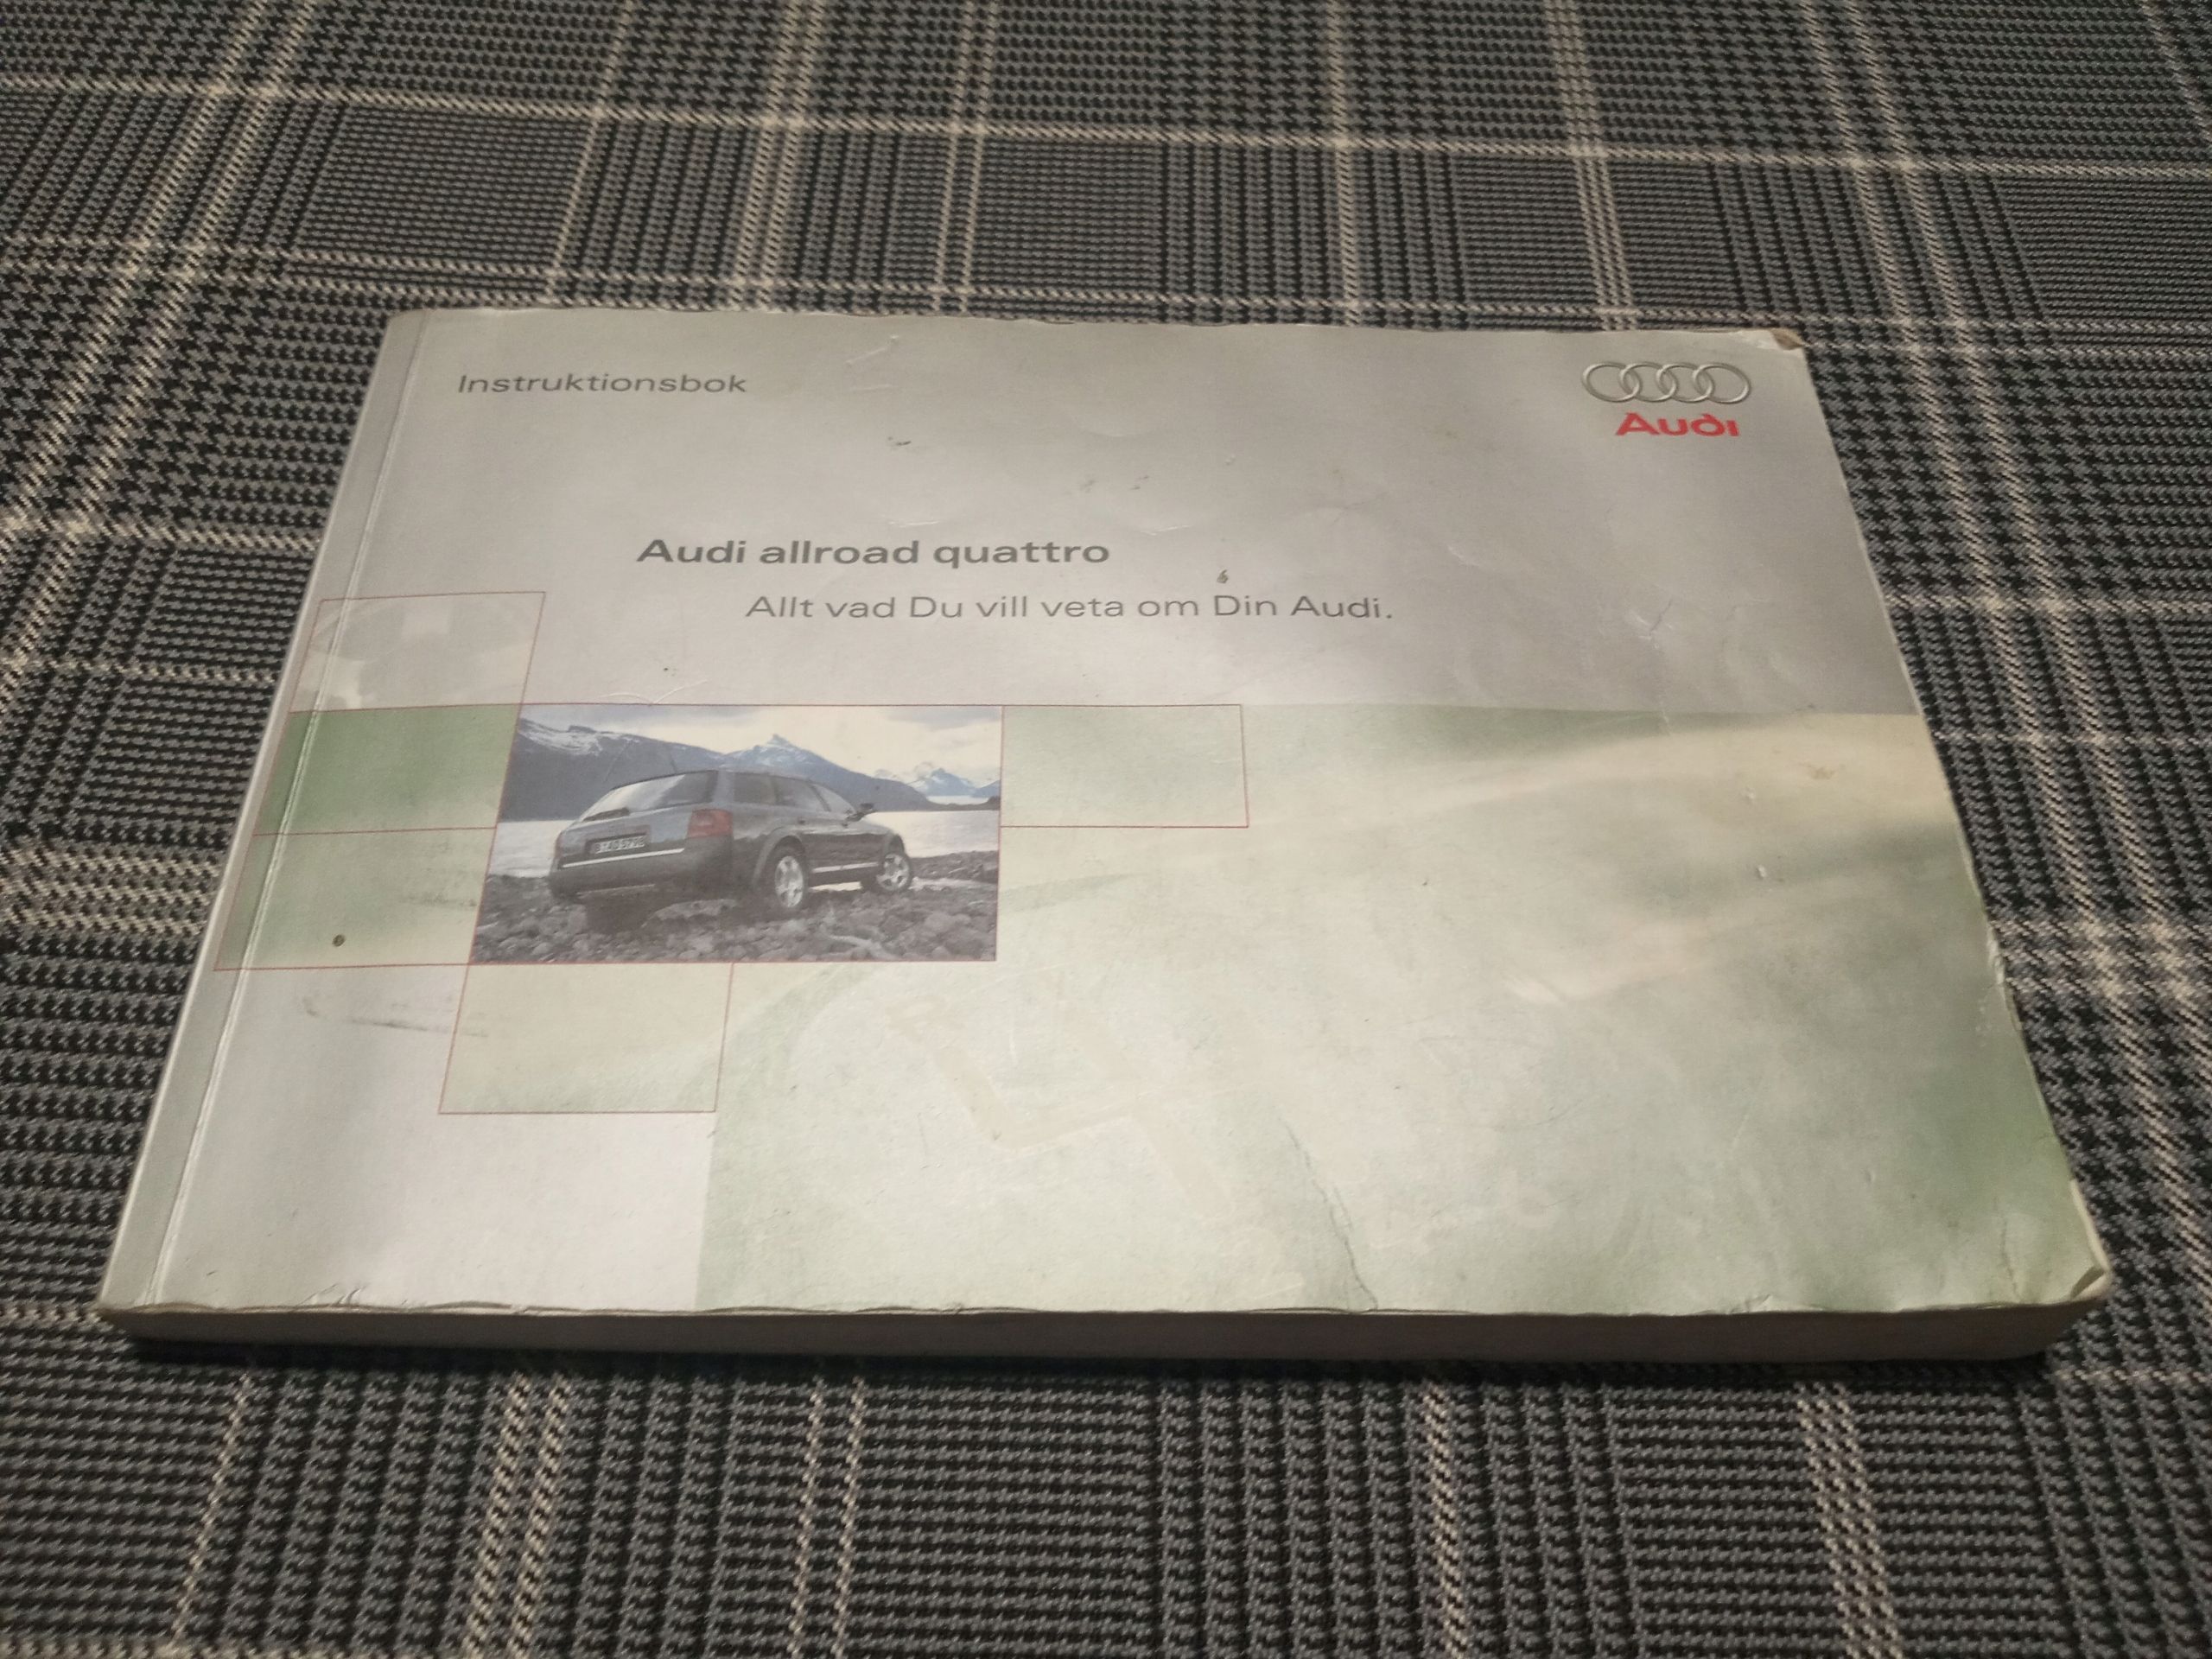 Instruktionsbok
Audi
Audi allroad quattro
Allt vad Du vill veta om Din Audi.